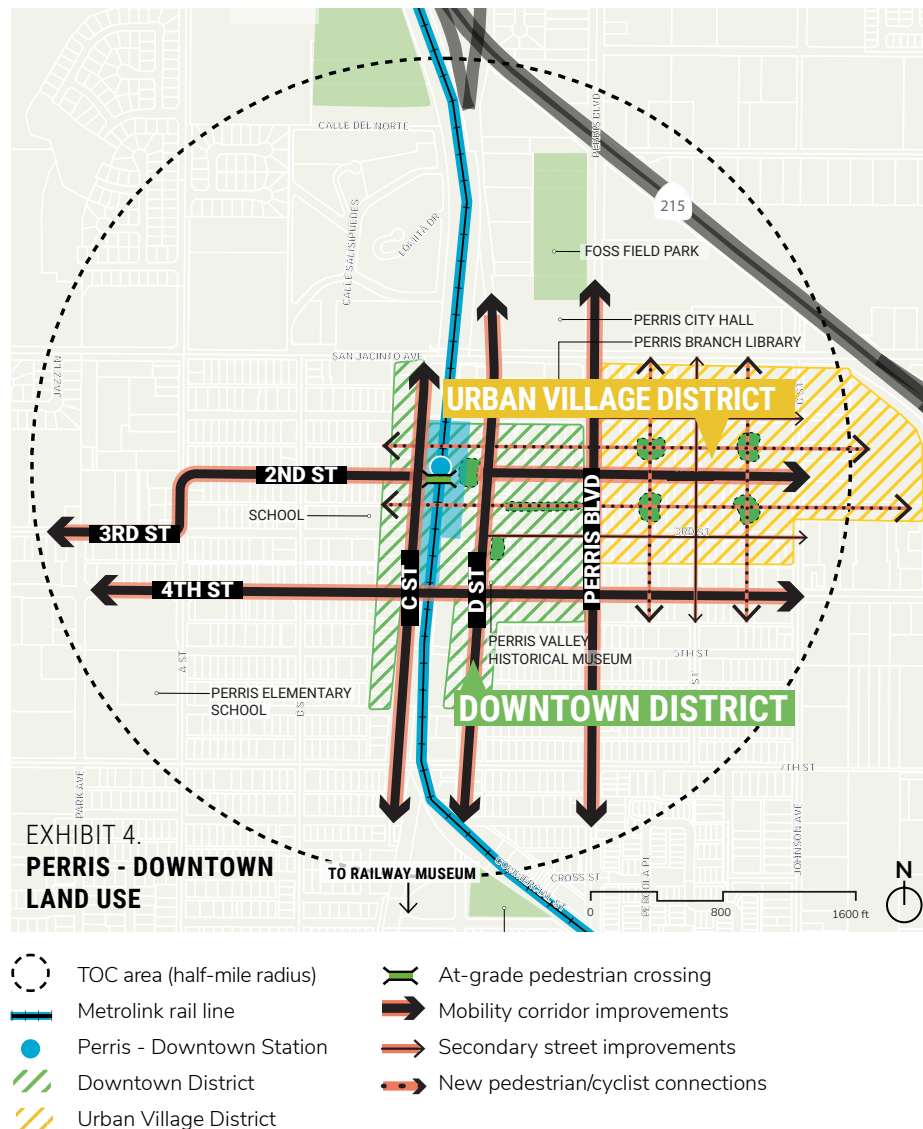 CALLE DEL NORTE
PERRIS BLVD
215
CALLE SALISIPUEDES
LOMITA DR
FOSS FIELD PARK
PERRIS CITY HALL
PERRIS BRANCH LIBRARY
SAN JACINTO AVE
JAZZ LN
URBAN VILLAGE DISTRICT
G ST
2ND ST
SCHOOL
3RD ST
PERRIS BLVD
3RD ST
4TH ST
C ST
D ST
PERRIS VALLEY
HISTORICAL MUSEUM
5TH ST
A ST
ST
PERRIS ELEMENTARY
SCHOOL
DOWNTOWN DISTRICT
7TH ST
PARK AVE
JOHNSON AVE
EXHIBIT 4.
PERRIS - DOWNTOWN
LAND USE
TO RAILWAY MUSEUM
COMMERCIAL ST
CROSS ST
0 800 1600 ft
N
TOC area (half-mile radius)
Metrolink rail line
Perris - Downtown Station
Downtown District
Urban Village District
At-grade pedestrian crossing
Mobility corridor improvements
Secondary street improvements
New pedestrian/cyclist connections